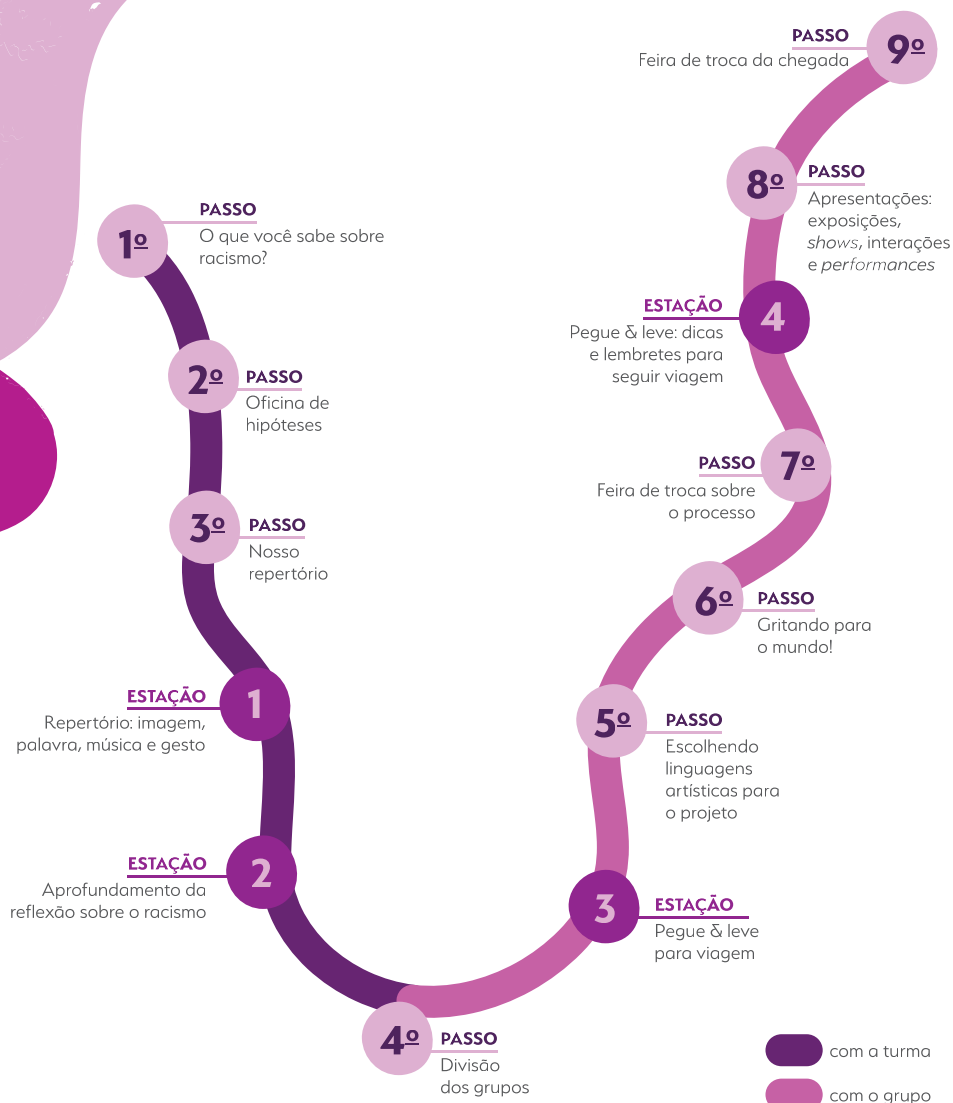 1º
PASSO
O que você sabe sobre
racismo?
2º
PASSO
Oficina de
hipóteses
3º
PASSO
Nosso
repertório
ESTAÇÃO
1
Repertório: imagem,
palavra, música e gesto
ESTAÇÃO
2
Aprofundamento da
reflexão sobre o racismo
4º
PASSO
Divisão
dos grupos
3
ESTAÇÃO
Pegue & leve
para viagem
5º
PASSO
Escolhendo
linguagens
artísticas para
o projeto
6º
PASSO
Gritando para
o mundo!
PASSO
7º
Feira de troca sobre
o processo
ESTAÇÃO
4
Pegue & leve: dicas
e lembretes para
seguir viagem
8º
PASSO
Apresentações:
exposições,
shows, interações
e performances
PASSO
9º
Feira de troca da chegada
com a turma
com o grupo